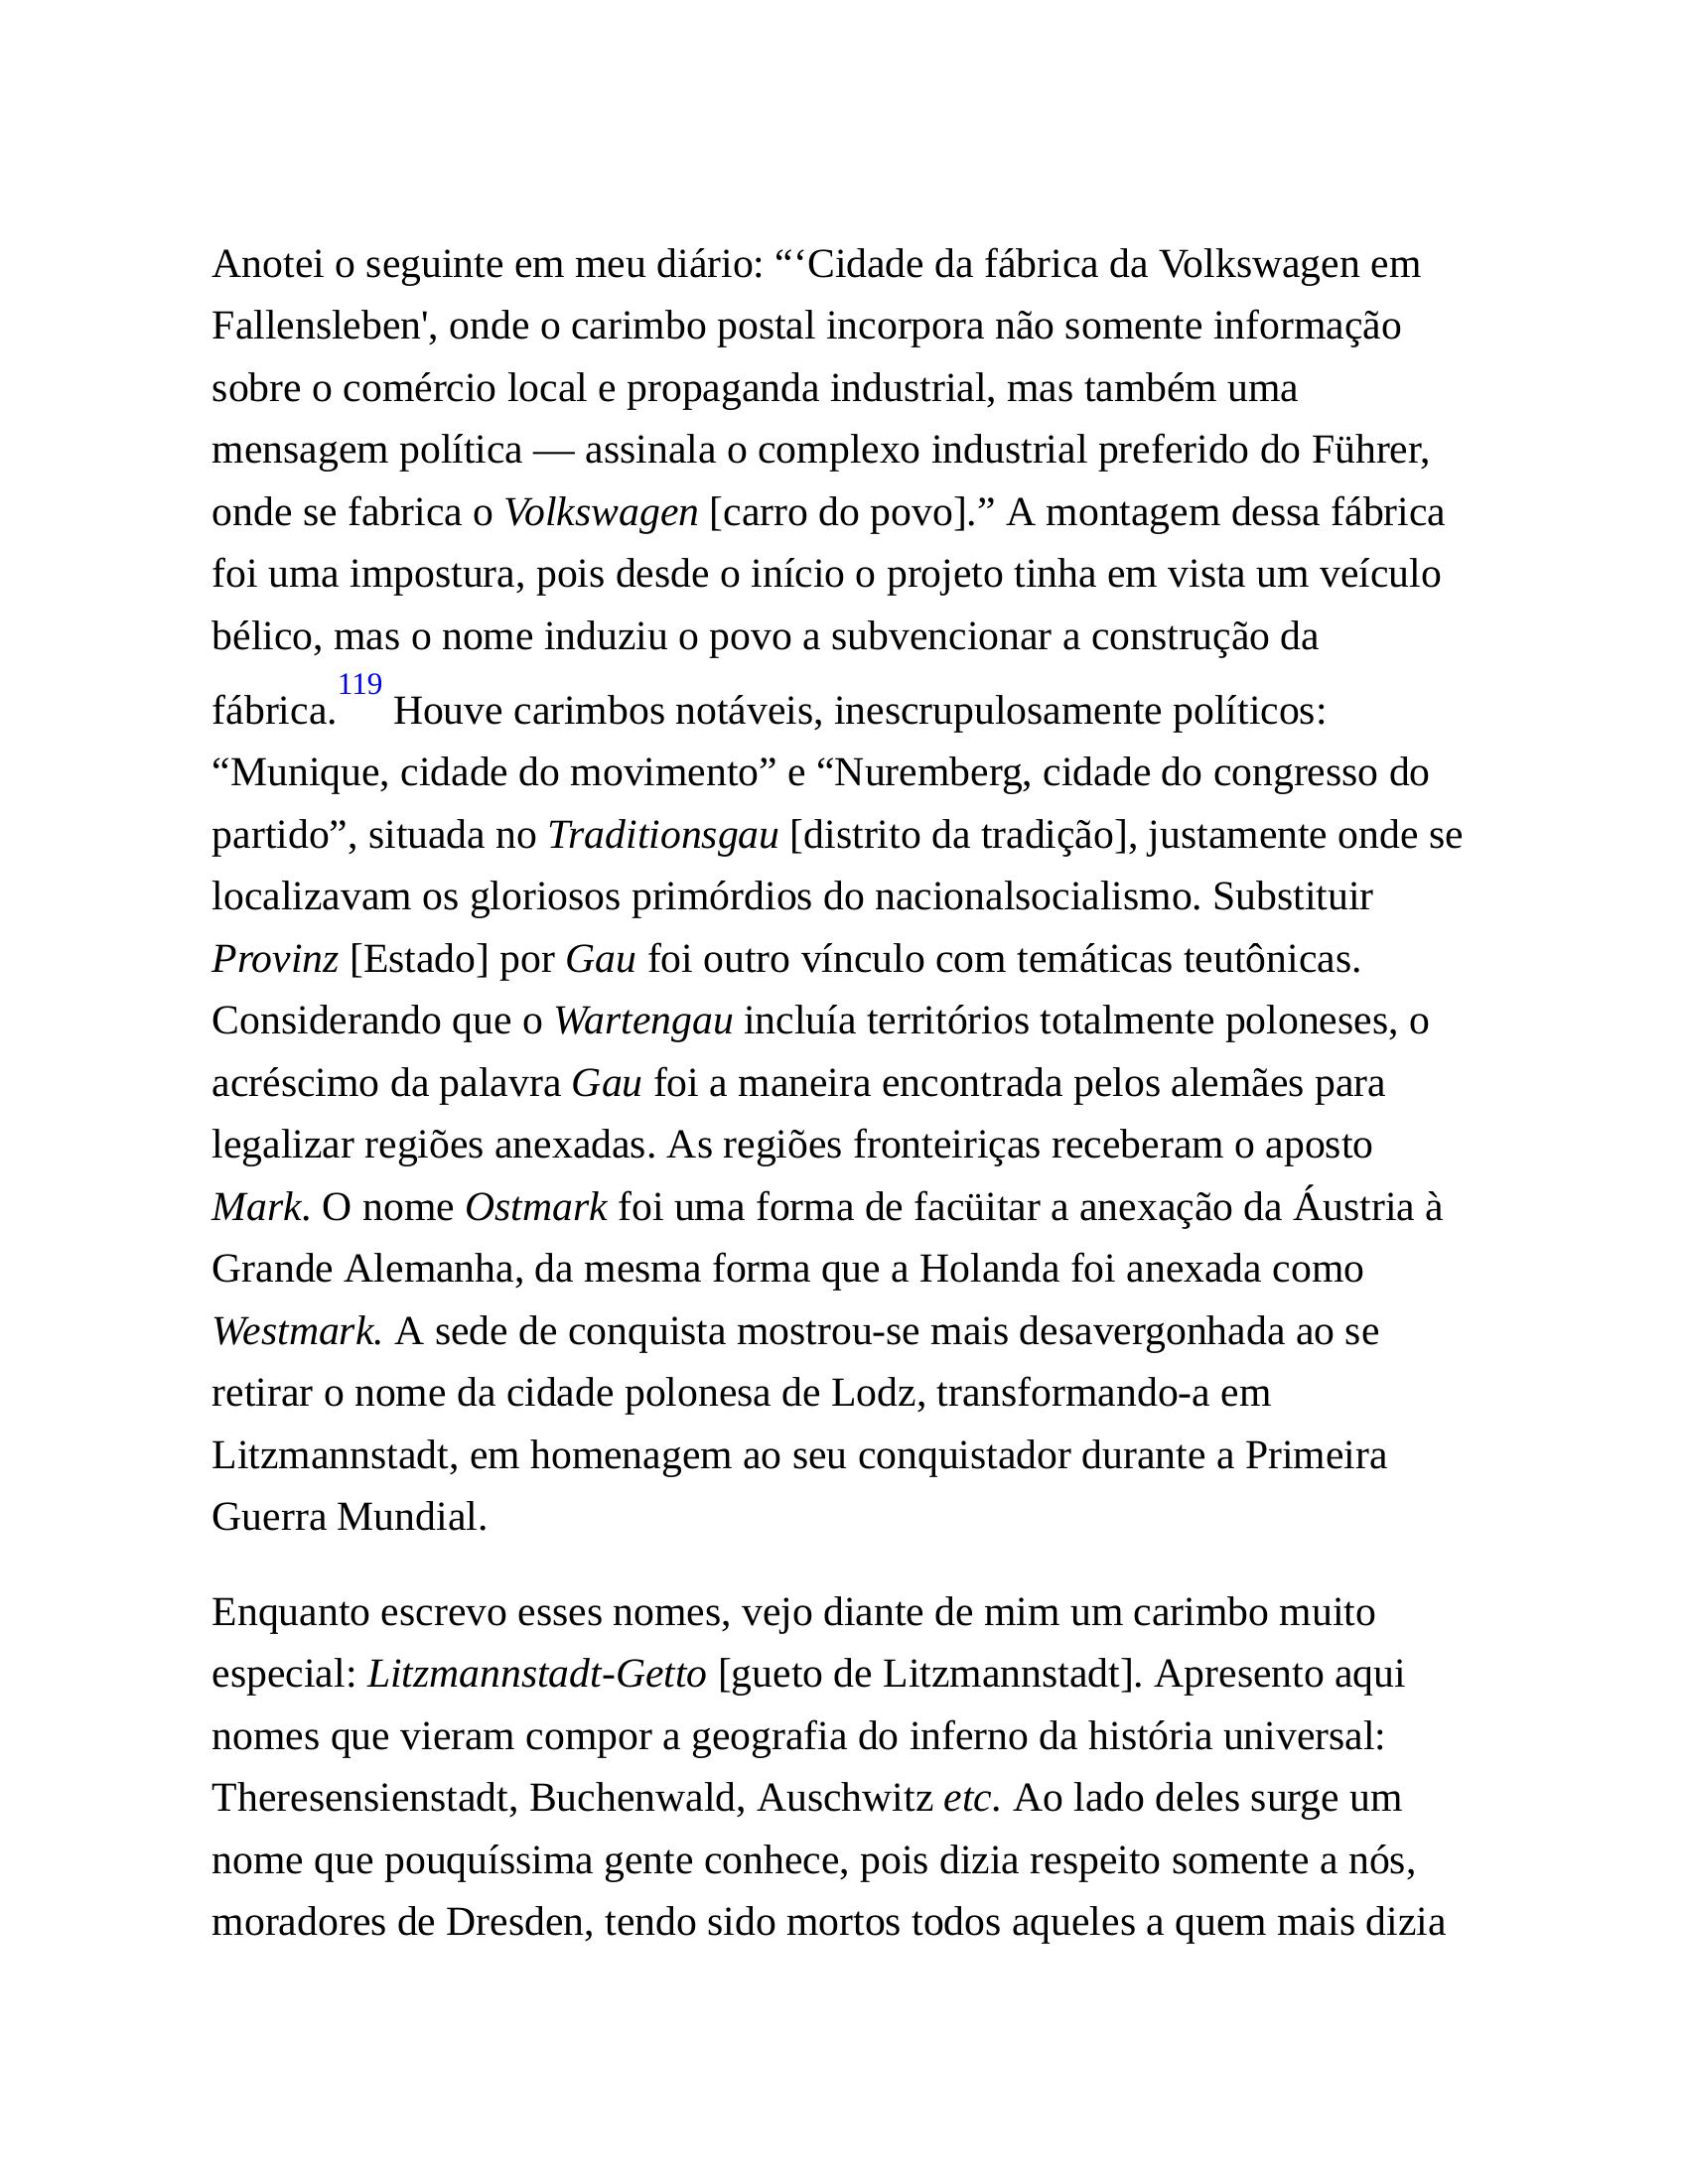 Anotei o seguinte em meu diário: “‘Cidade da fábrica da Volkswagen em
Fallensleben', onde o carimbo postal incorpora não somente informação
sobre o comércio local e propaganda industrial, mas também uma
mensagem política — assinala o complexo industrial preferido do Führer,
onde se fabrica o Volkswagen [carro do povo].” A montagem dessa fábrica
foi uma impostura, pois desde o início o projeto tinha em vista um veículo
bélico, mas o nome induziu o povo a subvencionar a construção da
fábrica.119 Houve carimbos notáveis, inescrupulosamente políticos:
“Munique, cidade do movimento” e “Nuremberg, cidade do congresso do
partido”, situada no Traditionsgau [distrito da tradição], justamente onde se
localizavam os gloriosos primórdios do nacionalsocialismo. Substituir
Provinz [Estado] por Gau foi outro vínculo com temáticas teutônicas.
Considerando que o Wartengau incluía territórios totalmente poloneses, o
acréscimo da palavra Gau foi a maneira encontrada pelos alemães para
legalizar regiões anexadas. As regiões fronteiriças receberam o aposto
Mark. O nome Ostmark foi uma forma de facüitar a anexação da Áustria à
Grande Alemanha, da mesma forma que a Holanda foi anexada como
Westmark. A sede de conquista mostrou-se mais desavergonhada ao se
retirar o nome da cidade polonesa de Lodz, transformando-a em
Litzmannstadt, em homenagem ao seu conquistador durante a Primeira
Guerra Mundial.
Enquanto escrevo esses nomes, vejo diante de mim um carimbo muito
especial: Litzmannstadt-Getto [gueto de Litzmannstadt]. Apresento aqui
nomes que vieram compor a geografia do inferno da história universal:
Theresensienstadt, Buchenwald, Auschwitz etc. Ao lado deles surge um
nome que pouquíssima gente conhece, pois dizia respeito somente a nós,
moradores de Dresden, tendo sido mortos todos aqueles a quem mais dizia